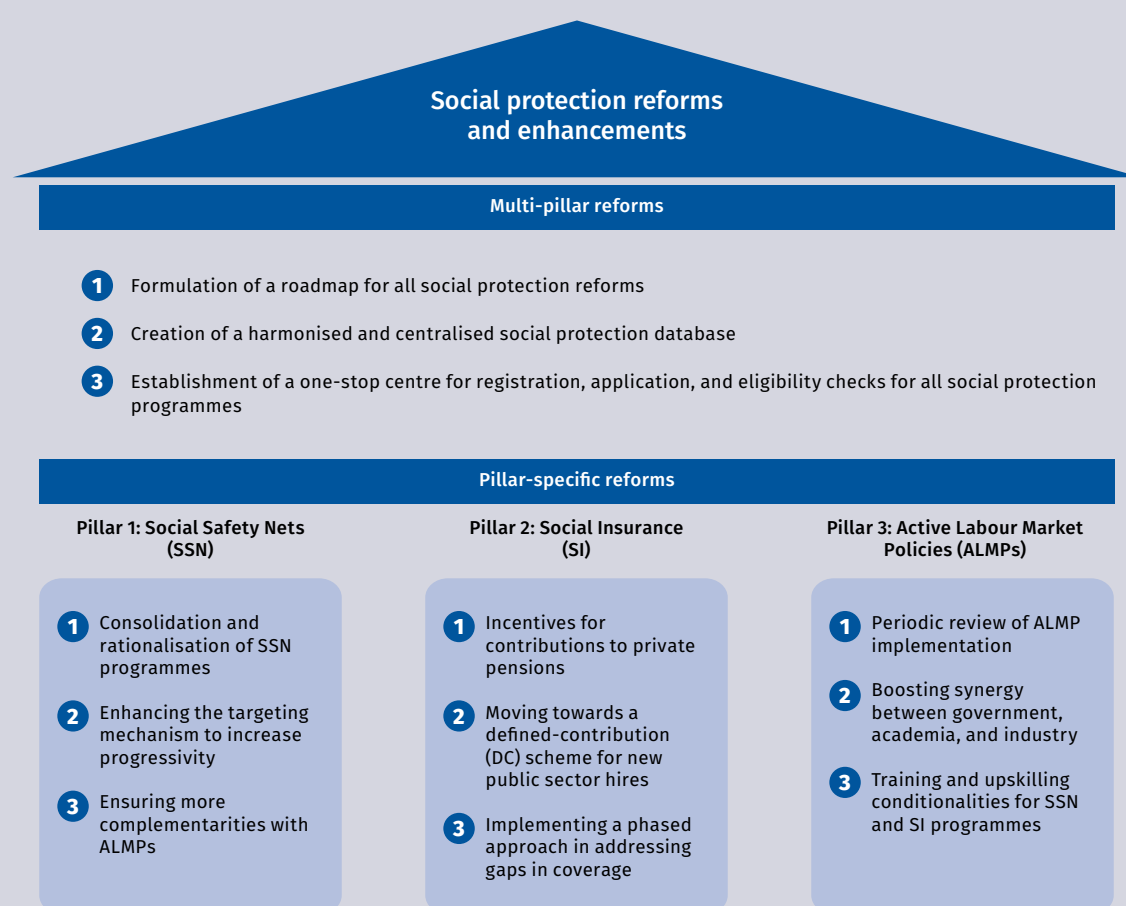 Social protection reforms
and enhancements
Multi-pillar reforms
1 Formulation of a roadmap for all social protection reforms
2 Creation of a harmonised and centralised social protection database
3 Establishment of a one-stop centre for registration, application, and eligibility checks for all social protection
programmes
Pillar-specific reforms
Pillar 1: Social Safety Nets
(SSN)
1 Consolidation and
rationalisation of SSN
programmes
2 Enhancing the targeting
mechanism to increase
progressivity
3 Ensuring more
complementarities with
ALMPs
Pillar 2: Social Insurance
(SI)
1 Incentives for
contributions to private
pensions
2 Moving towards a
defined-contribution
(DC) scheme for new
public sector hires
3 Implementing a phased
approach in addressing
gaps in coverage
Pillar 3: Active Labour Market
Policies (ALMPs)
1 Periodic review of ALMP
implementation
2 Boosting synergy
between government,
academia, and industry
3 Training and upskilling
conditionalities for SSN
and SI programmes